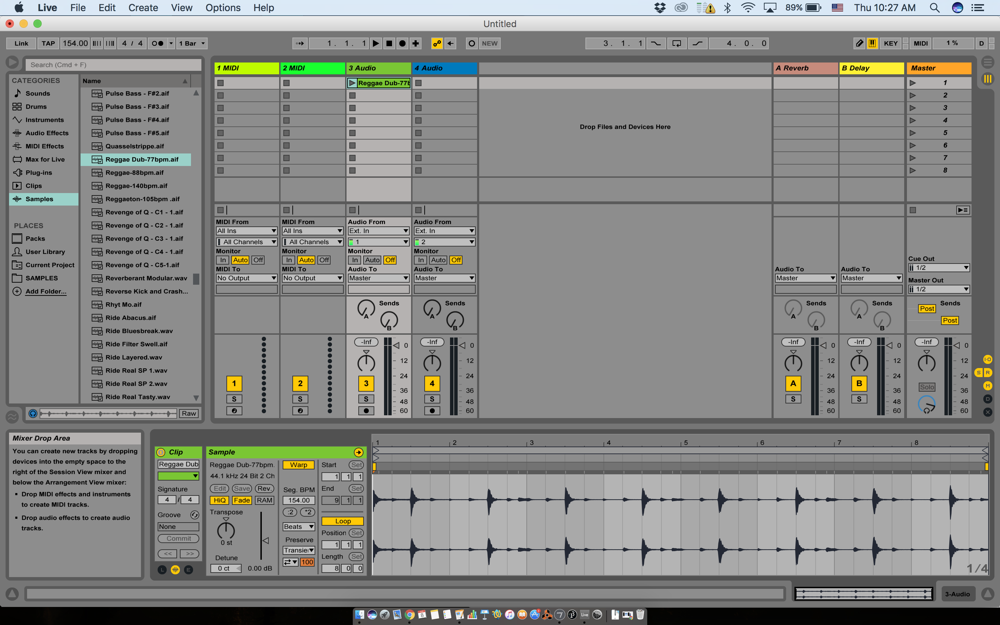 Live File Edit Create View Options Help 89% Thu 10:27 AM
Untitled
Link TAP 154.00 4 / 4 1 Bar 1. 1. 1 NEW 3. 1. 1 4. 0. 0 KEY MIDI 1 % D
Search (Cmd + F)
CATEGORIES
Sounds
Drums
Instruments
Audio Effects
MIDI Effects
Max for Live
Plug-ins
Clips
Samples
PLACES
Packs
User Library
Current Project
SAMPLES
Add Folder...
Name
Pulse Bass - F#2.aif
Pulse Bass - F#3.aif
Pulse Bass - F#4.aif
Pulse Bass - F#5.aif
Quasselstrippe.aif
Reggae Dub-77bpm.aif
Reggae-88bpm.aif
Reggae-140bpm.aif
Reggaeton-105bpm .aif
Revenge of Q - C1 - 1.aif
Revenge of Q - C2 - 1.aif
Revenge of Q - C3 - 1.aif
Revenge of Q - C4 - 1.aif
Revenge of Q - C5-1.aif
Reverberant Modular.wav
Reverse Kick and Crash...
Rhyt Mo.aif
Ride Abacus.aif
Ride Bluesbreak.wav
Ride Filter Swell.aif
Ride Layered.wav
Ride Real SP 1.wav
Ride Real SP 2.wav
Ride Real Tasty.wav
Raw
1 MIDI 2 MIDI 3 Audio 4 Audio A Reverb B Delay Master
Reggae Dub-77b 1
2
3
4
5
6
7
8
Drop Files and Devices Here
MIDI From MIDI From Audio From Audio From
All Ins All Ins Ext. In Ext. In
All Channels All Channels 1 2
Monitor Monitor Monitor Monitor Cue Out
In Auto Off In Auto Off In Auto Off In Auto Off 1/2
MIDI To MIDI To Audio To Audio To Audio To Audio To
No Output No Output Master Master Master Master Master Out
1/2
Sends Sends Sends Sends Sends
A A A A Post
B B B B Post
-Inf -Inf -Inf -Inf -Inf
0 0 0 0 0
12 12 12 12 12 I·O
24 24 24 24 24 S R
1 2 3 4 A B M
36 36 36 36 36 Solo
S S S S S S D
48 48 48 48 48
60 60 60 60 60
Mixer Drop Area
You can create new tracks by dropping
devices into the empty space to the
right of the Session View mixer and
below the Arrangement View mixer:
Drop MIDI effects and instruments
to create MIDI tracks.
Drop audio effects to create audio
tracks.
Clip
Reggae Dub
Signature
4 / 4
Groove
None
Commit
<< >>
L E
Sample
Reggae Dub-77bpm.
44.1 kHz 24 Bit 2 Ch
Edit Save Rev.
HiQ Fade RAM
Transpose
0 st
Detune
0 ct 0.00 dB
Warp
Seg. BPM
154.00
:2 *2
Beats
Preserve
Transie
100
Start Set
1 1 1
End Set
9 1 1
Loop
Position Set
1 1 1
Length Set
8 0 0
1 2 3 4 5 6 7 8
1/4
3-Audio
8
Live